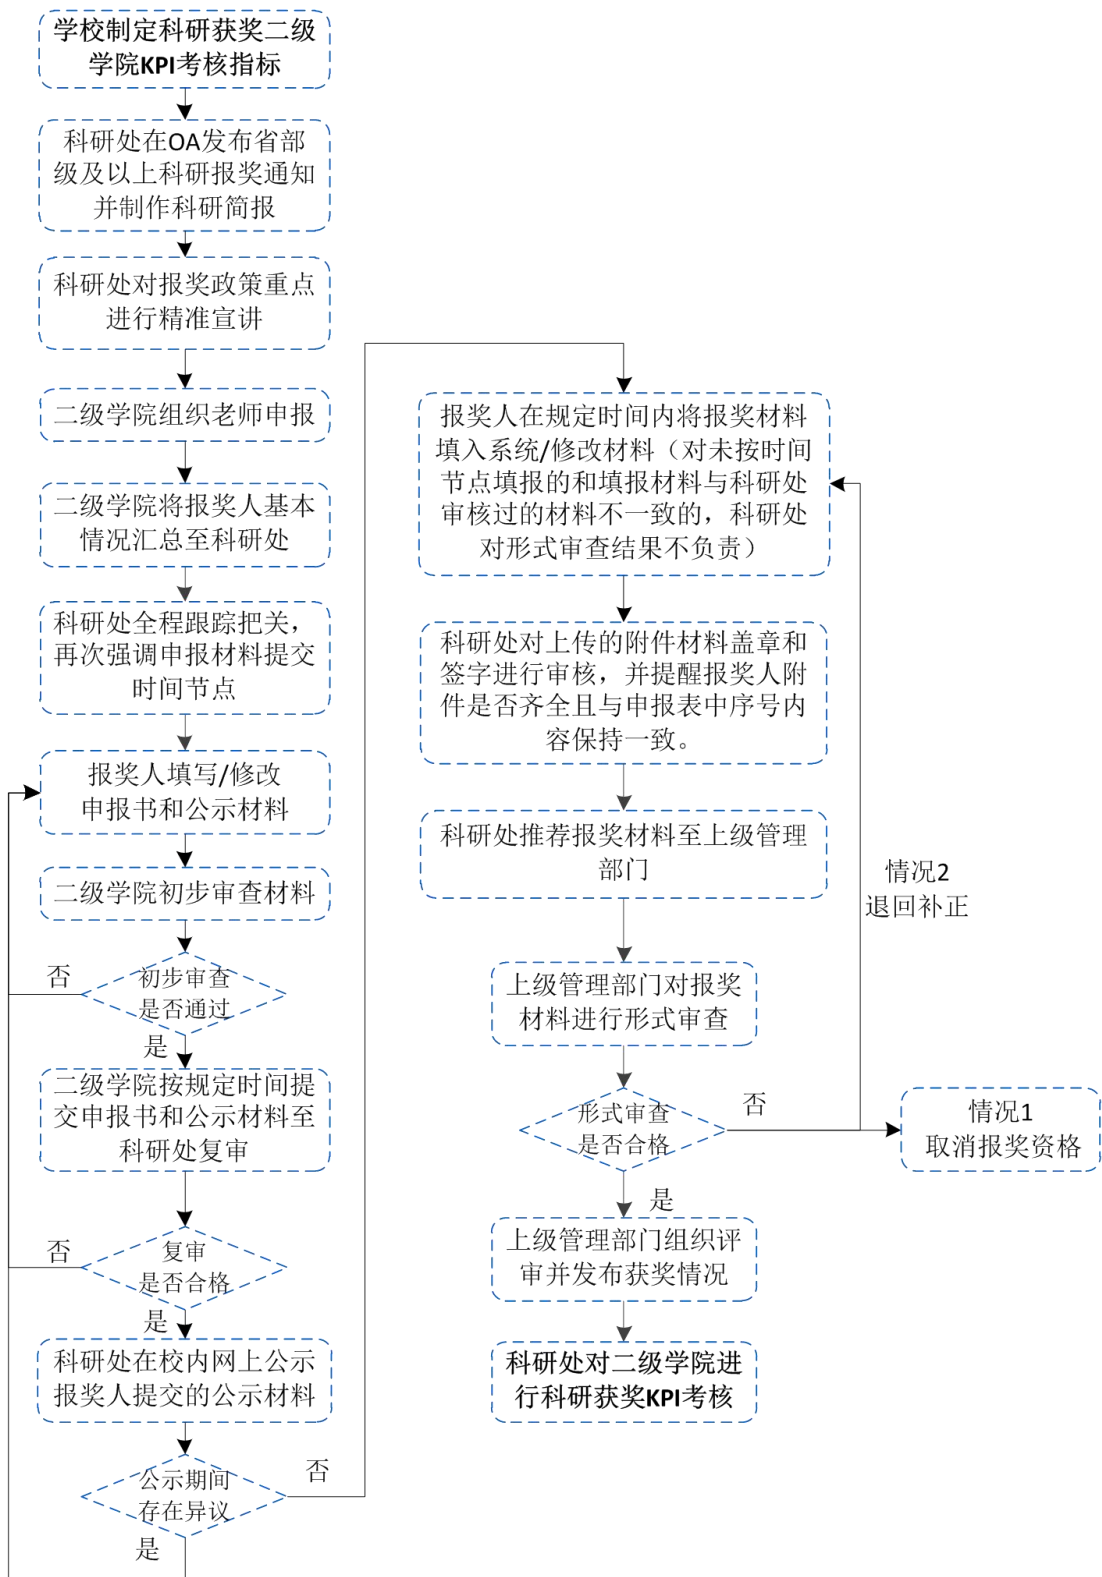 学校制定科研获奖二级
学院KPI考核指标
科研处在OA发布省部
级及以上科研报奖通知
并制作科研简报
科研处对报奖政策重点
进行精准宣讲
二级学院组织老师申报
二级学院将报奖人基本
情况汇总至科研处
科研处全程跟踪把关，
再次强调申报材料提交
时间节点
报奖人填写/修改
申报书和公示材料
二级学院初步审查材料
否
初步审查
是否通过
是
二级学院按规定时间提
交申报书和公示材料至
科研处复审
否
复审
是否合格
是
科研处在校内网上公示
报奖人提交的公示材料
公示期间
存在异议
否
是
报奖人在规定时间内将报奖材料
填入系统/修改材料（对未按时间
节点填报的和填报材料与科研处
审核过的材料不一致的，科研处
对形式审查结果不负责）
科研处对上传的附件材料盖章和
签字进行审核，并提醒报奖人附
件是否齐全且与申报表中序号内
容保持一致。
科研处推荐报奖材料至上级管理
部门
情况2
退回补正
上级管理部门对报奖
材料进行形式审查
形式审查
是否合格
否
情况1
取消报奖资格
是
上级管理部门组织评
审并发布获奖情况
科研处对二级学院进
行科研获奖KPI考核